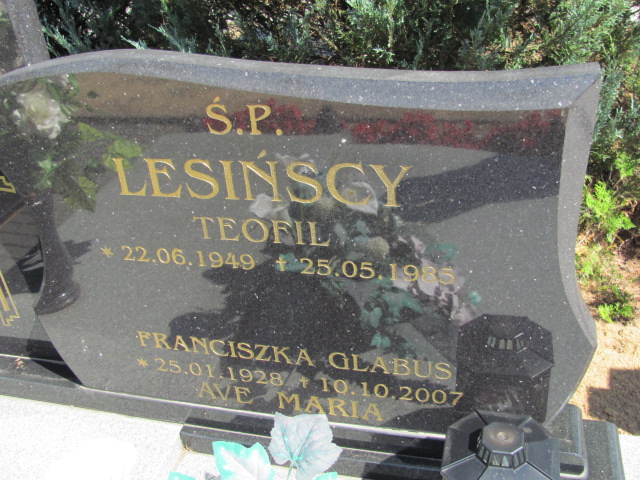 Ś.P.
LESIŃSCY
TEOFIL
* 22.06.1949 † 25.05.1985
FRANCISZKA GLABUS
* 25.01.1928 † 10.10.2007
AVE MARIA